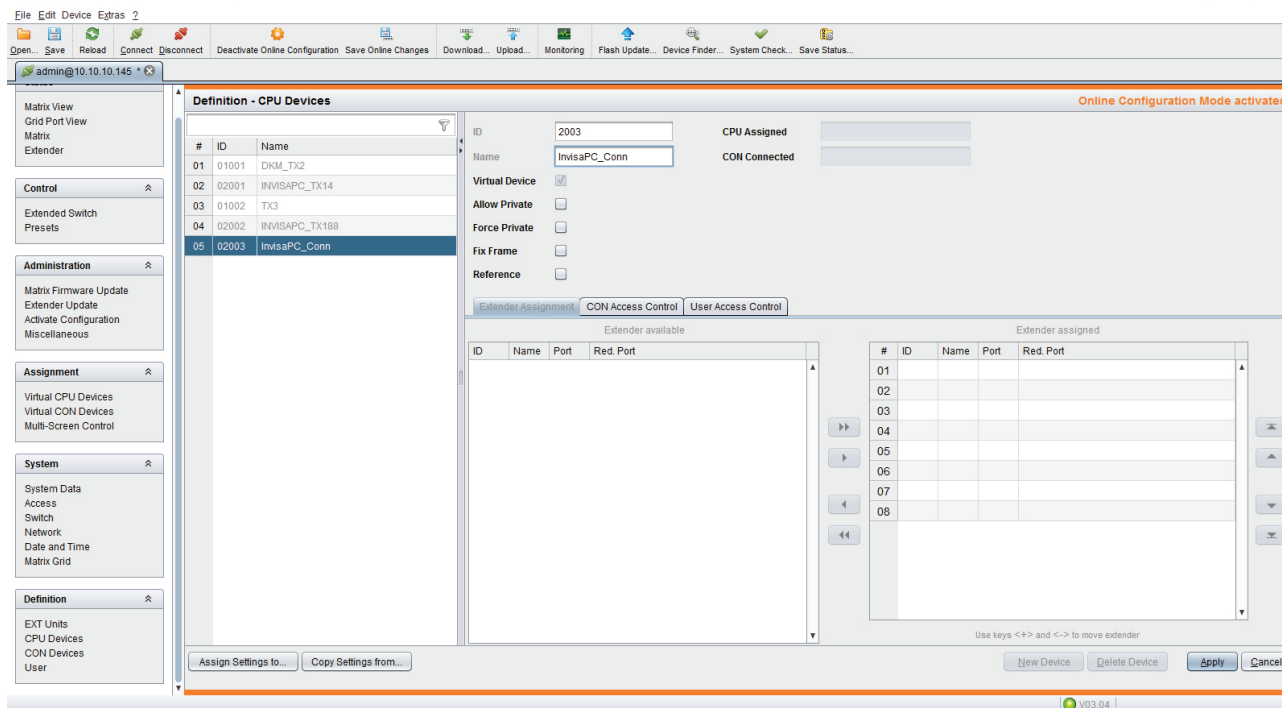 File Edit Device Extras ?
Open... Save Reload Connect Disconnect Deactivate Online Configuration Save Online Changes Download... Upload... Monitoring Flash Update... Device Finder... System Check... Save Status...
admin@10.10.10.145 *
Status
Matrix View
Grid Port View
Matrix
Extender
Control
Extended Switch
Presets
Administration
Matrix Firmware Update
Extender Update
Activate Configuration
Miscellaneous
Assignment
Virtual CPU Devices
Virtual CON Devices
Multi-Screen Control
System
System Data
Access
Switch
Network
Date and Time
Matrix Grid
Definition
EXT Units
CPU Devices
CON Devices
User
Definition - CPU Devices
Online Configuration Mode activated
# ID Name
01 01001 DKM_TX2
02 02001 INVISAPC_TX14
03 01002 TX3
04 02002 INVISAPC_TX188
05 02003 InvisaPC_Conn
ID 2003 CPU Assigned
Name InvisaPC_Conn CON Connected
Virtual Device
Allow Private
Force Private
Fix Frame
Reference
Extender Assignment CON Access Control User Access Control
Extender available
ID Name Port Red. Port
Extender assigned
# ID Name Port Red. Port
01
02
03
04
05
06
07
08
Use keys <+> and <-> to move extender
Assign Settings to... Copy Settings from... New Device Delete Device Apply Cancel
V03.04